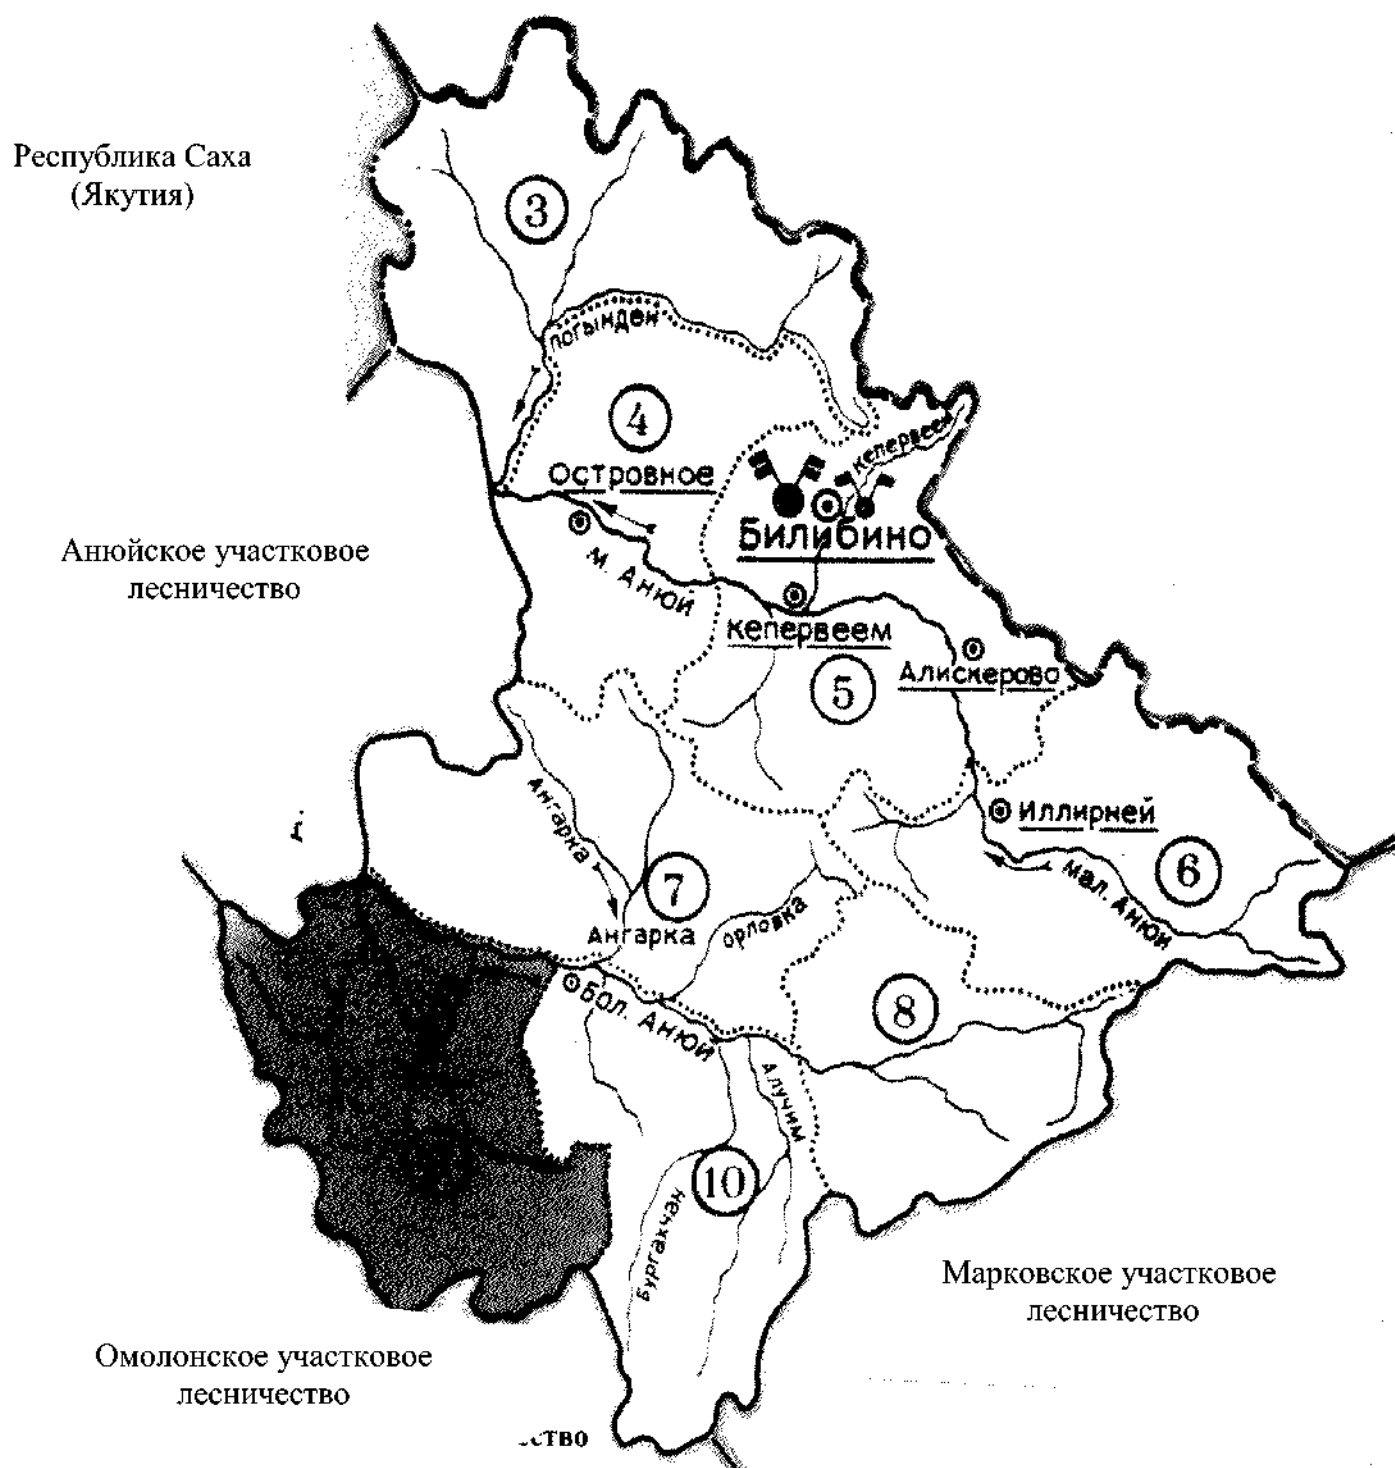 Республика Саха
(Якутия)
3
погынден
4
Островное
кепервеем
Билибино
Анюйское участковое
лесничество
М. Анюй
кепервеем
Алискерово
5
Ангарка
Иллирней
6
Мал. Анюй
7
Ангарка
орловка
Бол. Анюй
8
Алучим
10
Бургахчан
Марковское участковое
лесничество
Омолонское участковое
лесничество
ство